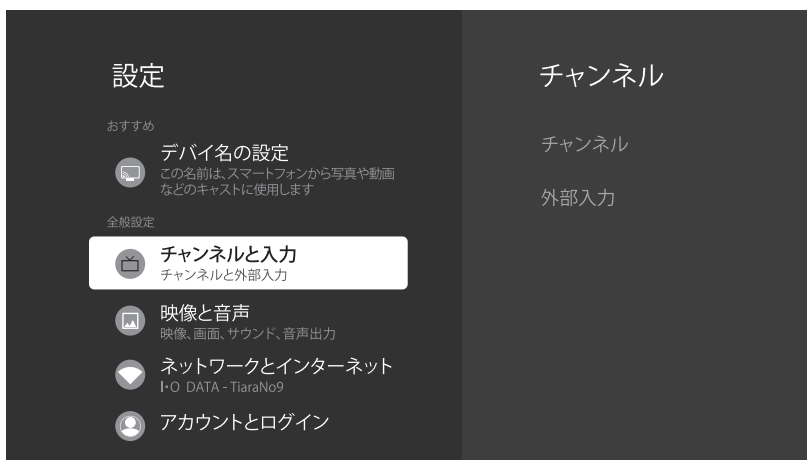 設定
おすすめ
デバイ名の設定
この名前は、スマートフォンから写真や動画
などのキャストに使用します
全般設定
チャンネルと入力
チャンネルと外部入力
映像と音声
映像、画面、サウンド、音声出力
ネットワークとインターネット
I・O DATA - TiaraNo9
アカウントとログイン
チャンネル
チャンネル
外部入力